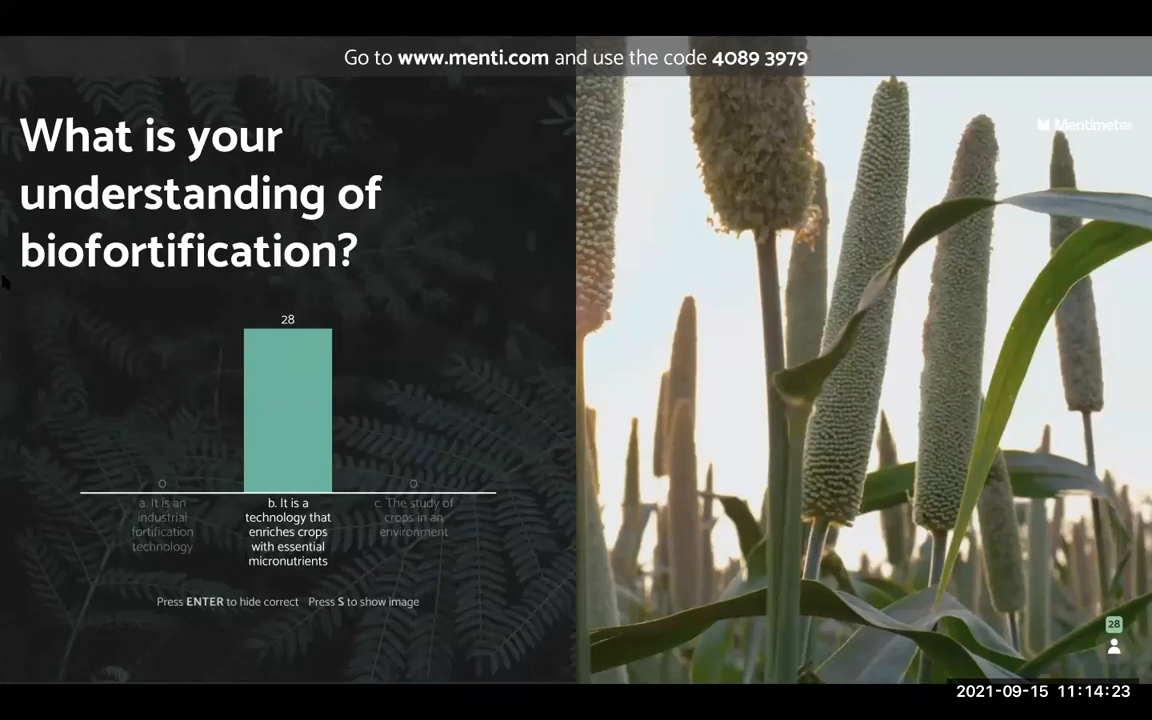 Go to www.menti.com and use the code 4089 3979
Mentimeter
What is your
understanding of
biofortification?
28
0
0
a. It is an
industrial
fortification
technology
b. It is a
technology that
enriches crops
with essential
micronutrients
c. The study of
crops in an
environment
Press ENTER to hide correct Press S to show image
28
2021-09-15 11:14:23